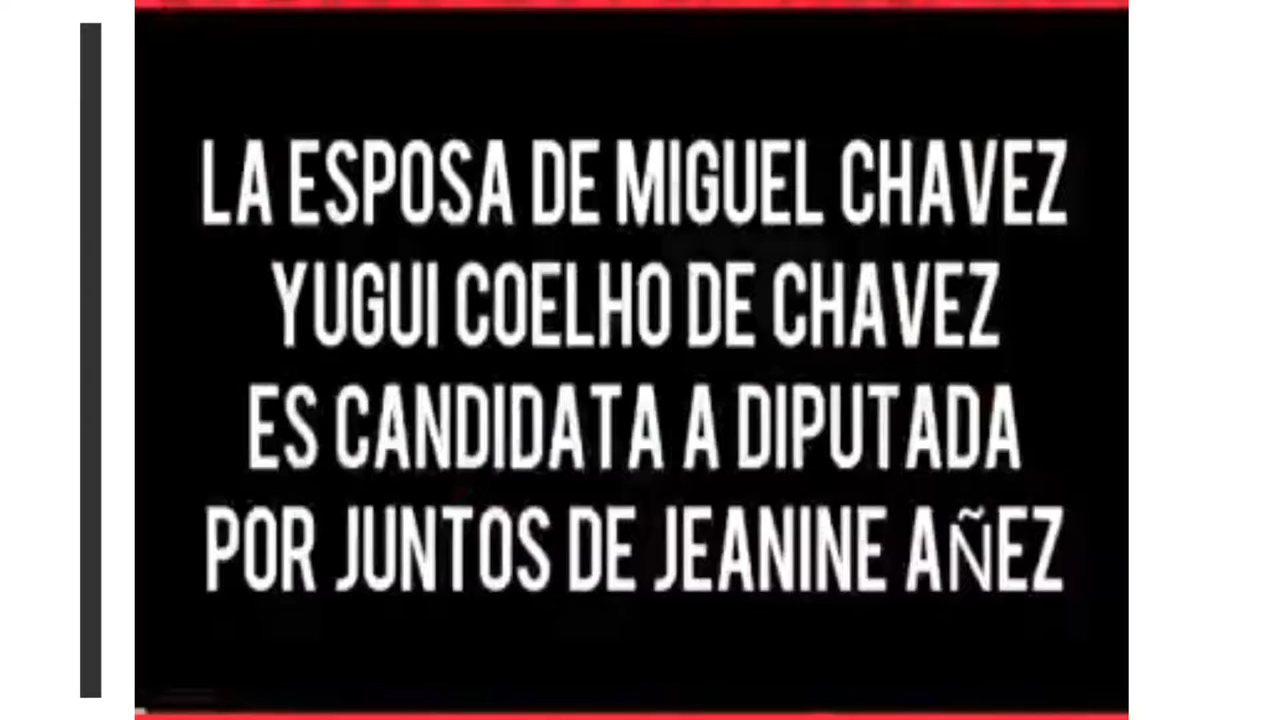 LA ESPOSA DE MIGUEL CHAVEZ
YUGUI COELHO DE CHAVEZ
ES CANDIDATA A DIPUTADA
POR JUNTOS DE JEANINE AÑEZ